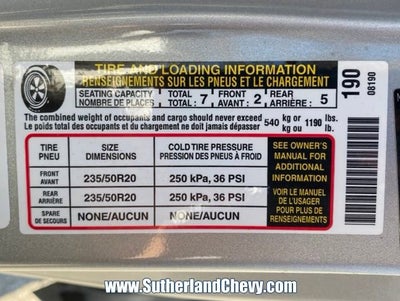 TIRE AND LOADING INFORMATION
RENSEIGNEMENTS SUR LES PNEUS ET LE CHARGEMENT
SEATING CAPACITY TOTAL FRONT REAR
NOMBRE DE PLACES TOTAL : 7 AVANT : 2 ARRIÈRE : 5
190
08190
The combined weight of occupants and cargo should never exceed 540 kg or 1190 lbs.
Le poids total des occupants et du chargement ne doit jamais dépasser kg ou lb.
TIRE
PNEU
SIZE
DIMENSIONS
COLD TIRE PRESSURE
PRESSION DES PNEUS À FROID
FRONT
AVANT
235/50R20
250 kPa, 36 PSI
REAR
ARRIÈRE
235/50R20
250 kPa, 36 PSI
SPARE
DE SECOURS
NONE/AUCUN
NONE/AUCUN
SEE OWNER'S
MANUAL FOR
ADDITIONAL
INFORMATION
VOIR LE MANUEL
DE L'USAGER
POUR PLUS DE
RENSEIGNEMENTS
www.SutherlandChevy.com